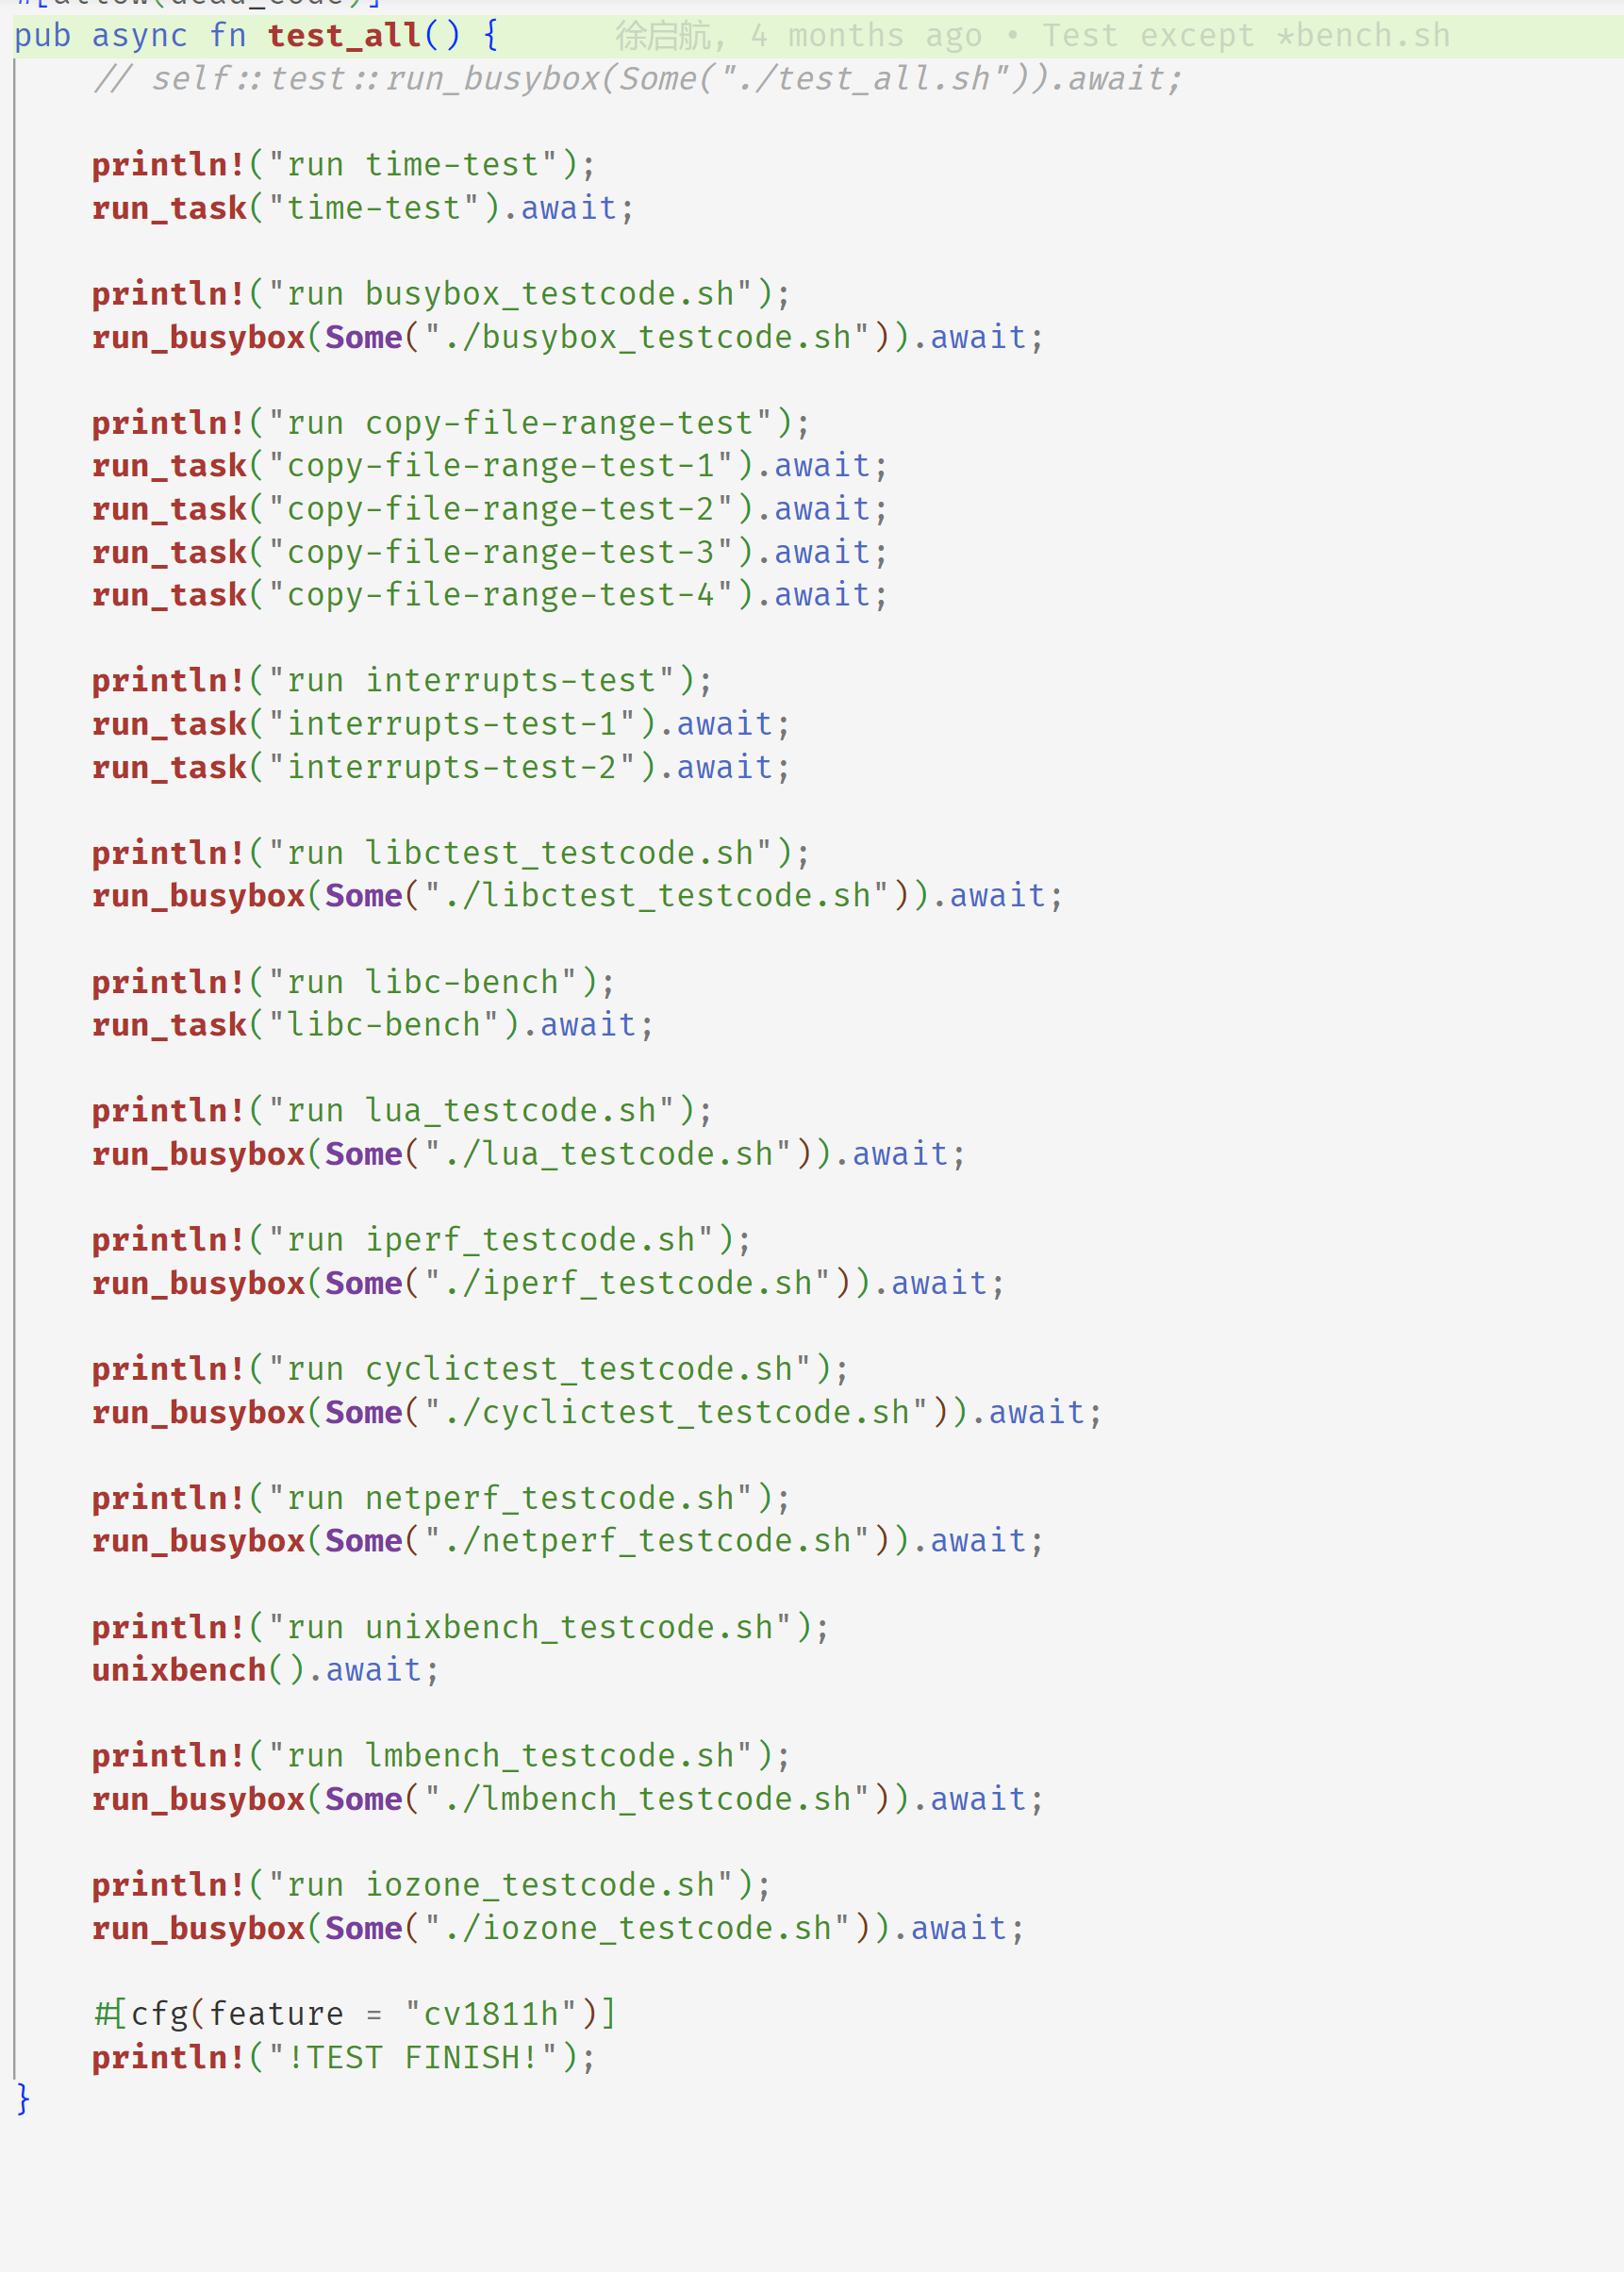 #[allow(dead_code)]
pub async fn test_all() { 徐启航, 4 months ago • Test except *bench.sh
// self::test::run_busybox(Some("./test_all.sh")).await;
println!("run time-test");
run_task("time-test").await;
println!("run busybox_testcode.sh");
run_busybox(Some("./busybox_testcode.sh")).await;
println!("run copy-file-range-test");
run_task("copy-file-range-test-1").await;
run_task("copy-file-range-test-2").await;
run_task("copy-file-range-test-3").await;
run_task("copy-file-range-test-4").await;
println!("run interrupts-test");
run_task("interrupts-test-1").await;
run_task("interrupts-test-2").await;
println!("run libctest_testcode.sh");
run_busybox(Some("./libctest_testcode.sh")).await;
println!("run libc-bench");
run_task("libc-bench").await;
println!("run lua_testcode.sh");
run_busybox(Some("./lua_testcode.sh")).await;
println!("run iperf_testcode.sh");
run_busybox(Some("./iperf_testcode.sh")).await;
println!("run cyclictest_testcode.sh");
run_busybox(Some("./cyclictest_testcode.sh")).await;
println!("run netperf_testcode.sh");
run_busybox(Some("./netperf_testcode.sh")).await;
println!("run unixbench_testcode.sh");
unixbench().await;
println!("run lmbench_testcode.sh");
run_busybox(Some("./lmbench_testcode.sh")).await;
println!("run iozone_testcode.sh");
run_busybox(Some("./iozone_testcode.sh")).await;
#[cfg(feature = "cv1811h")]
println!("!TEST FINISH!");
}